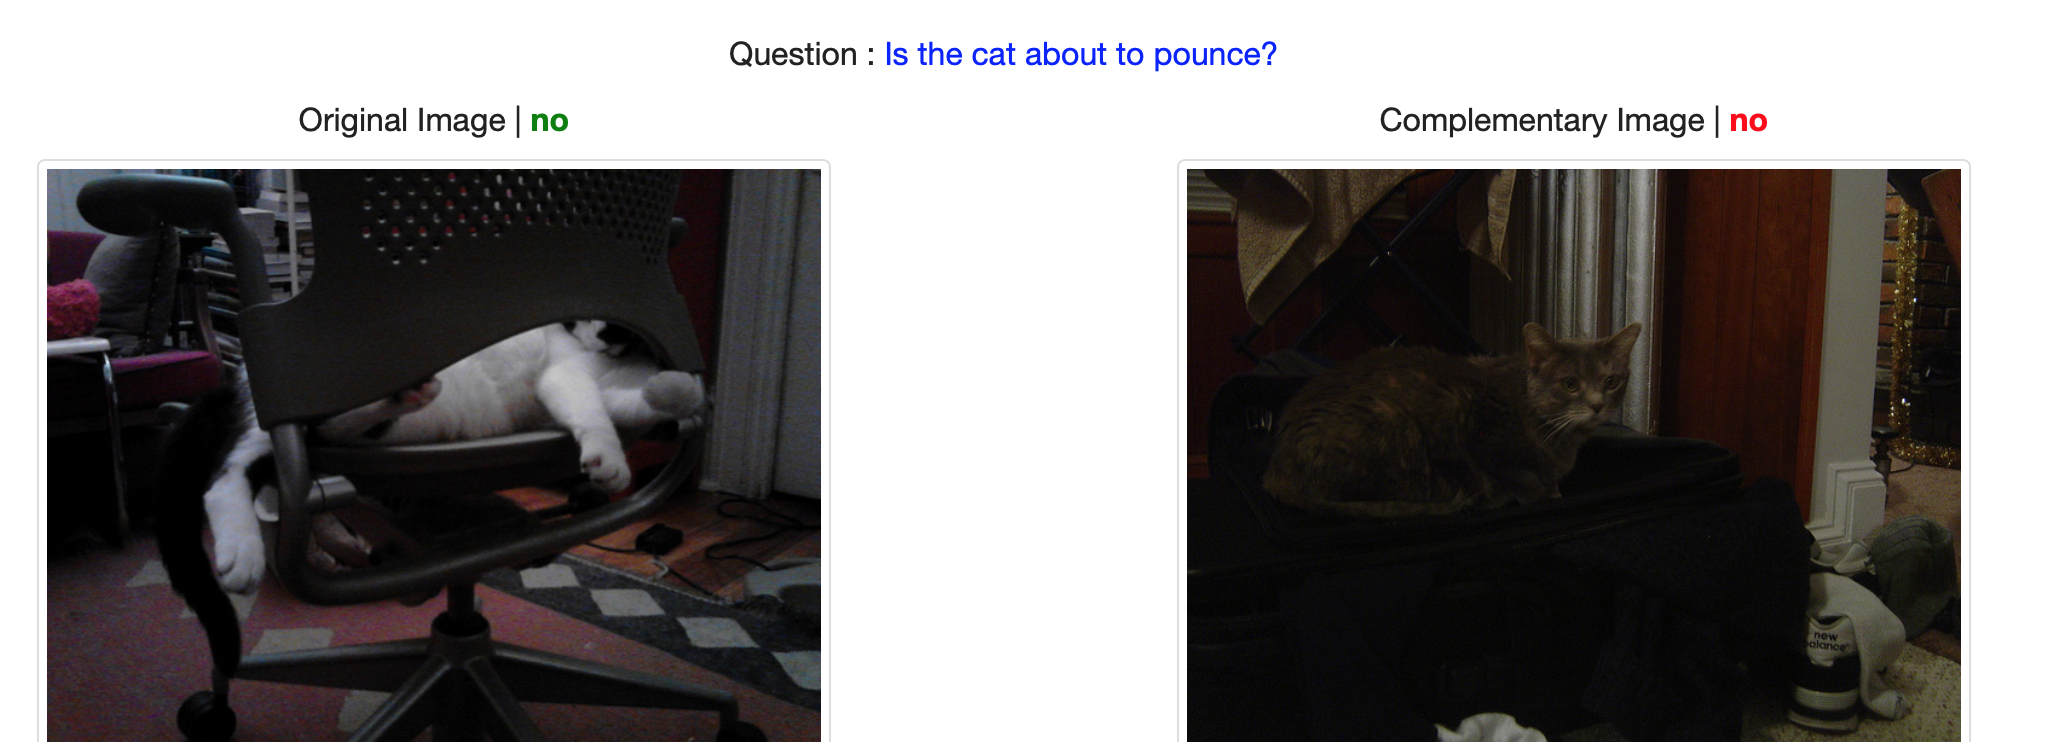 Question : Is the cat about to pounce?
Original Image | no
Complementary Image | no
new
balance